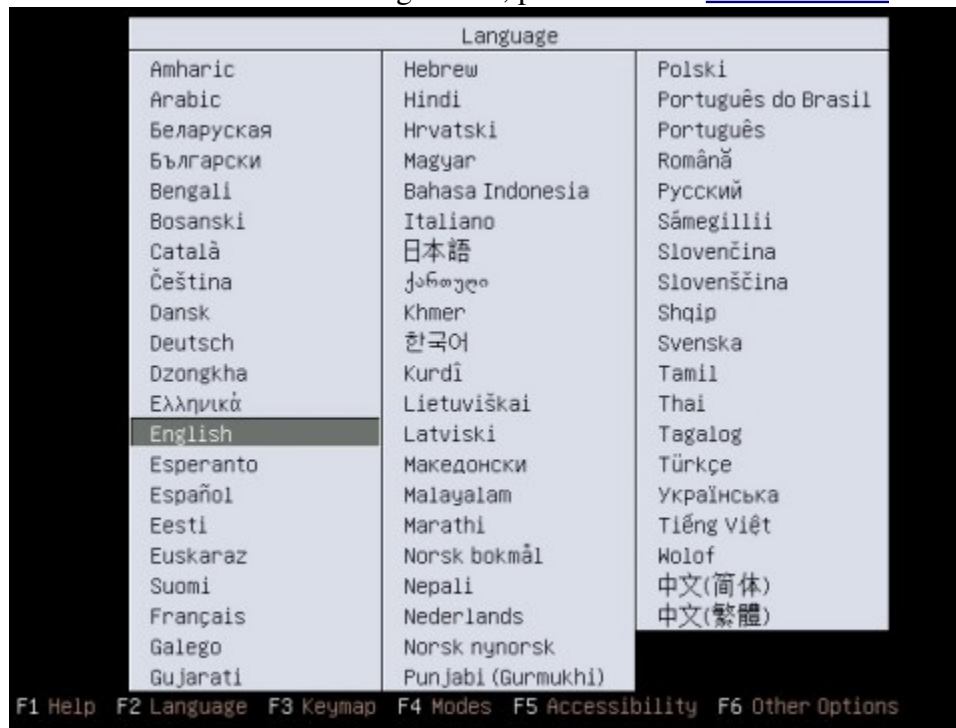 Language
Amharic
Arabic
Беларуская
Български
Bengali
Bosanski
Català
Čeština
Dansk
Deutsch
Dzongkha
Ελληνικά
English
Esperanto
Español
Eesti
Euskaraz
Suomi
Français
Galego
Gujarati
Hebrew
Hindi
Hrvatski
Magyar
Bahasa Indonesia
Italiano
日本語
ქართული
Khmer
한국어
Kurdî
Lietuviškai
Latviski
Македонски
Malayalam
Marathi
Norsk bokmål
Nepali
Nederlands
Norsk nynorsk
Punjabi (Gurmukhi)
Polski
Português do Brasil
Português
Română
Русский
Sámegillii
Slovenčina
Slovenščina
Shqip
Svenska
Tamil
Thai
Tagalog
Türkçe
Українська
Tiếng Việt
Wolof
中文(简体)
中文(繁體)
F1 Help F2 Language F3 Keymap F4 Modes F5 Accessibility F6 Other Options